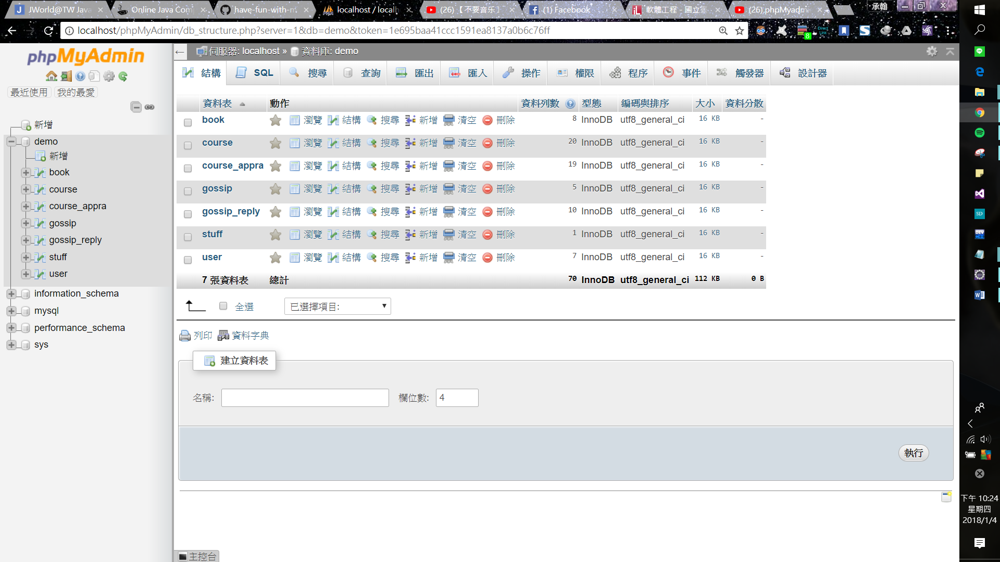 JWorld@TW Java
Online Java Com
have-fun-with-m
localhost / localh
(26)【不要音乐】
(1) Facebook
軟體工程 - 國立
(26) phpMyadm
承翰
localhost/phpMyAdmin/db_structure.php?server=1&db=demo&token=1e695baa41ccc1591ea8137a0b6c76ff
Direct Link
8
phpMyAdmin
最近使用 我的最愛
新增
demo
新增
book
course
course_appra
gossip
gossip_reply
stuff
user
information_schema
mysql
performance_schema
sys
伺服器: localhost » 資料庫: demo
結構 SQL 搜尋 查詢 匯出 匯入 操作 權限 程序 事件 觸發器 設計器
資料表 動作 資料列數 型態 編碼與排序 大小 資料分散
book 瀏覽 結構 搜尋 新增 清空 刪除 8 InnoDB utf8_general_ci 16 KB -
course 瀏覽 結構 搜尋 新增 清空 刪除 20 InnoDB utf8_general_ci 16 KB -
course_appra 瀏覽 結構 搜尋 新增 清空 刪除 19 InnoDB utf8_general_ci 16 KB -
gossip 瀏覽 結構 搜尋 新增 清空 刪除 5 InnoDB utf8_general_ci 16 KB -
gossip_reply 瀏覽 結構 搜尋 新增 清空 刪除 10 InnoDB utf8_general_ci 16 KB -
stuff 瀏覽 結構 搜尋 新增 清空 刪除 1 InnoDB utf8_general_ci 16 KB -
user 瀏覽 結構 搜尋 新增 清空 刪除 7 InnoDB utf8_general_ci 16 KB -
7 張資料表 總計 70 InnoDB utf8_general_ci 112 KB 0 B
全選 已選擇項目:
列印 資料字典
建立資料表
名稱: 欄位數: 4
執行
主控台
SD
DEV
下午 10:24
星期四
2018/1/4